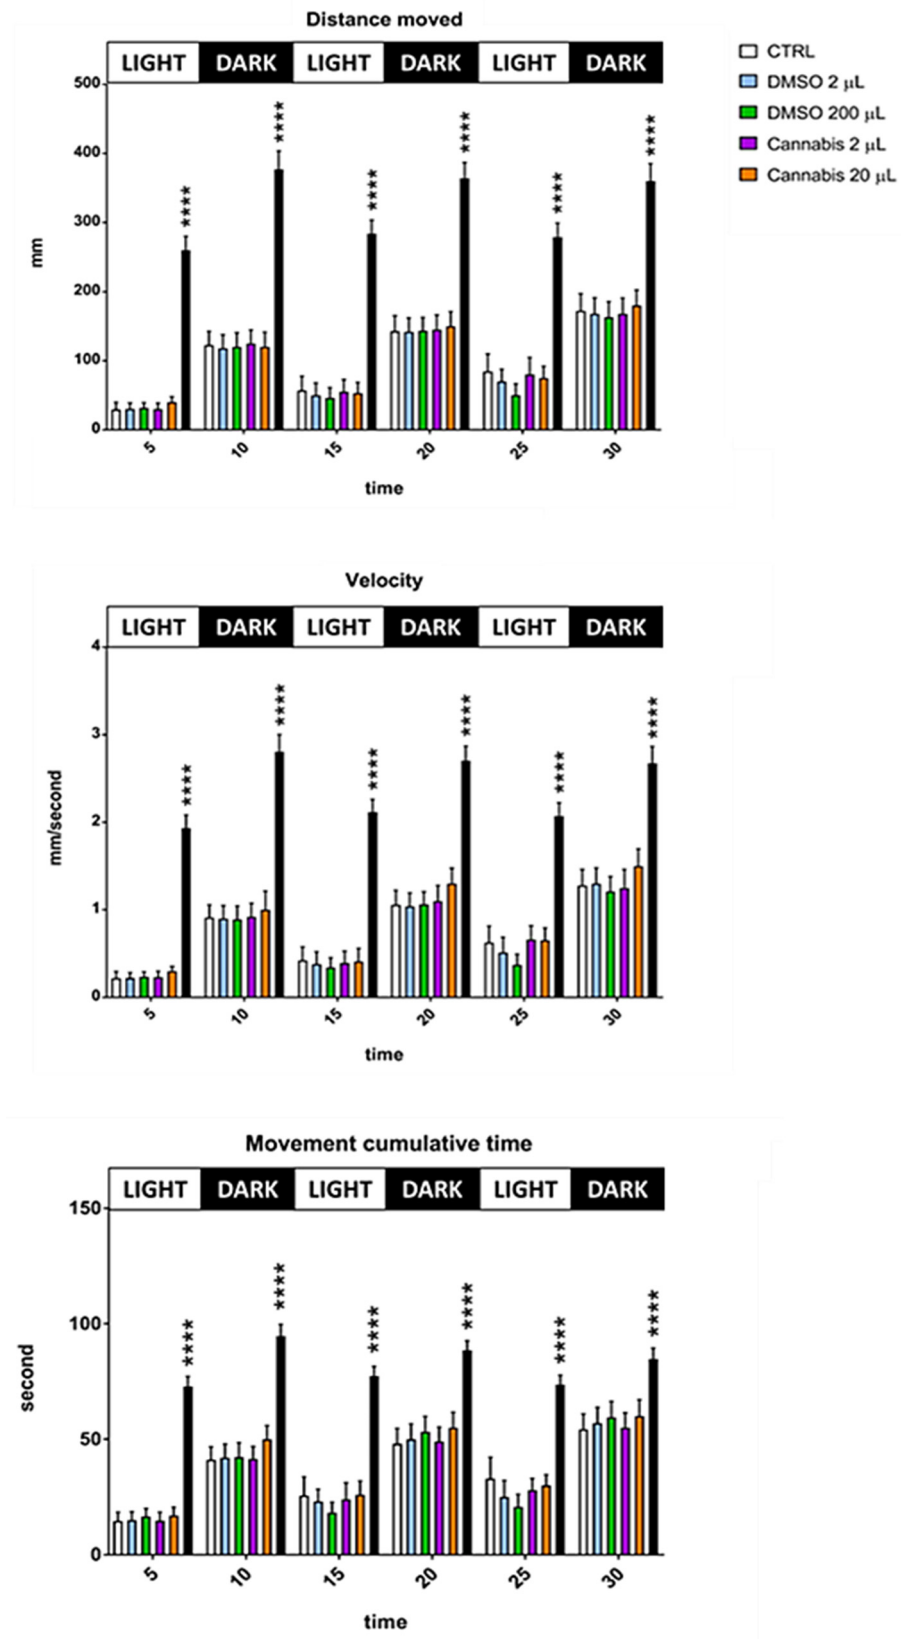 Distance moved
LIGHT DARK LIGHT DARK LIGHT DARK
CTRL
DMSO 2 µL
DMSO 200 µL
Cannabis 2 µL
Cannabis 20 µL
500
400
300
200
100
0
mm
**** **** **** **** **** ****
5 10 15 20 25 30
time
Velocity
LIGHT DARK LIGHT DARK LIGHT DARK
4
3
2
1
0
mm/second
**** **** **** **** **** ****
5 10 15 20 25 30
time
Movement cumulative time
LIGHT DARK LIGHT DARK LIGHT DARK
150
100
50
0
second
**** **** **** **** **** ****
5 10 15 20 25 30
time